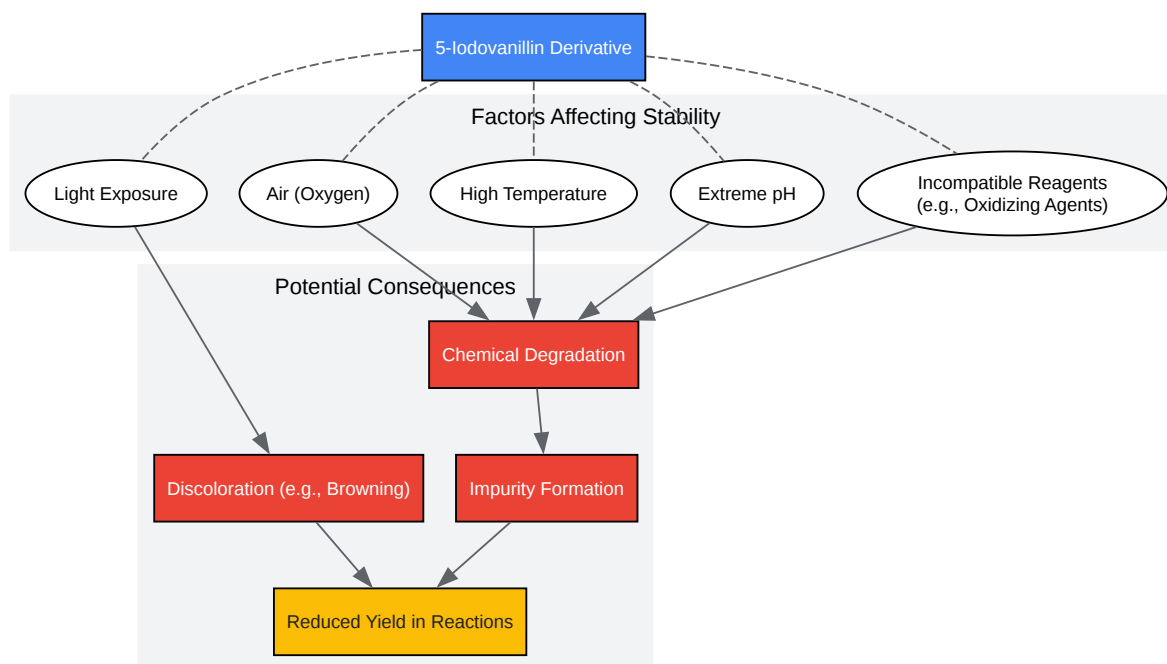 5-Iodovanillin Derivative
Factors Affecting Stability
Light Exposure
Air (Oxygen)
High Temperature
Extreme pH
Incompatible Reagents
(e.g., Oxidizing Agents)
Potential Consequences
Chemical Degradation
Discoloration (e.g., Browning)
Impurity Formation
Reduced Yield in Reactions